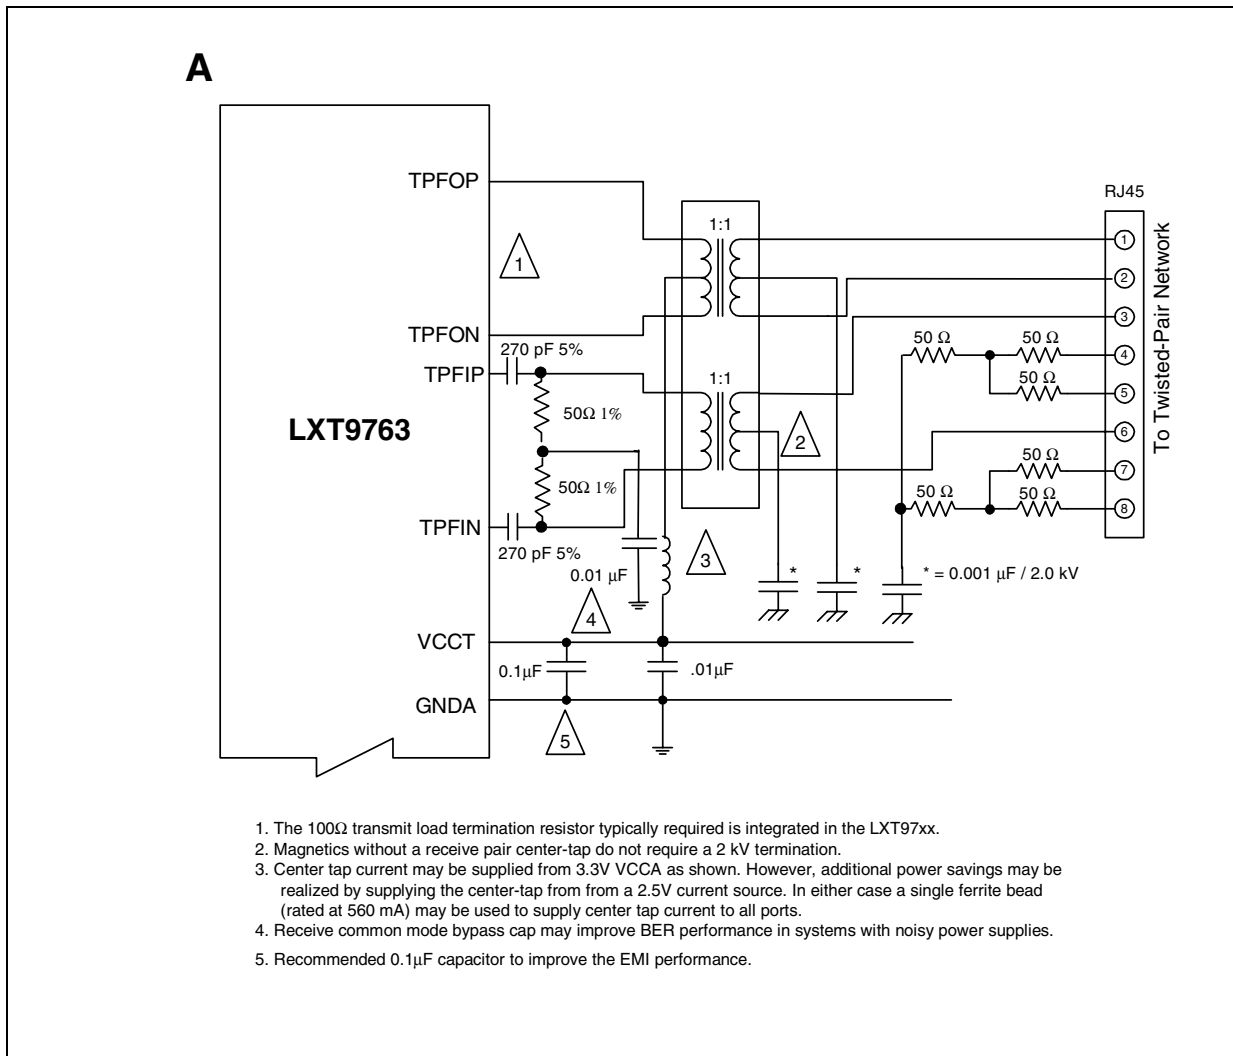 A
TPFOP
RJ45
1:1
1
1
2
3
TPFON
270 pF 5%
TPFIP
50 Ω
50 Ω
4
50 Ω
5
1:1
50Ω 1%
LXT9763
2
6
To Twisted-Pair Network
50 Ω
7
50Ω 1%
50 Ω
50 Ω
8
TPFIN
270 pF 5%
3
0.01 µF
*
*
* = 0.001 µF / 2.0 kV
4
VCCT
0.1µF
.01µF
GNDA
5
1. The 100Ω transmit load termination resistor typically required is integrated in the LXT97xx.
2. Magnetics without a receive pair center-tap do not require a 2 kV termination.
3. Center tap current may be supplied from 3.3V VCCA as shown. However, additional power savings may be
realized by supplying the center-tap from from a 2.5V current source. In either case a single ferrite bead
(rated at 560 mA) may be used to supply center tap current to all ports.
4. Receive common mode bypass cap may improve BER performance in systems with noisy power supplies.
5. Recommended 0.1µF capacitor to improve the EMI performance.